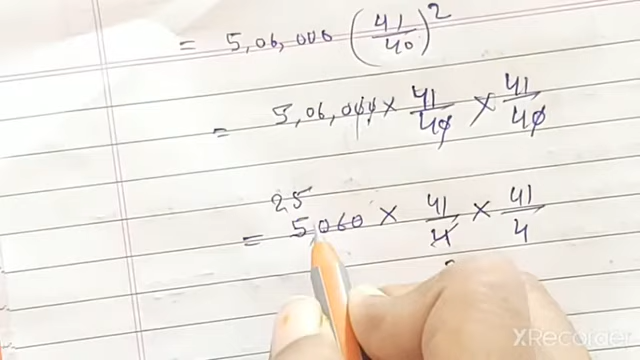 = 5,06,000 (41/40)²
= 5,06,000 × 41/40 × 41/40
25
= 5060 × 41/4 × 41/4
XRecorder